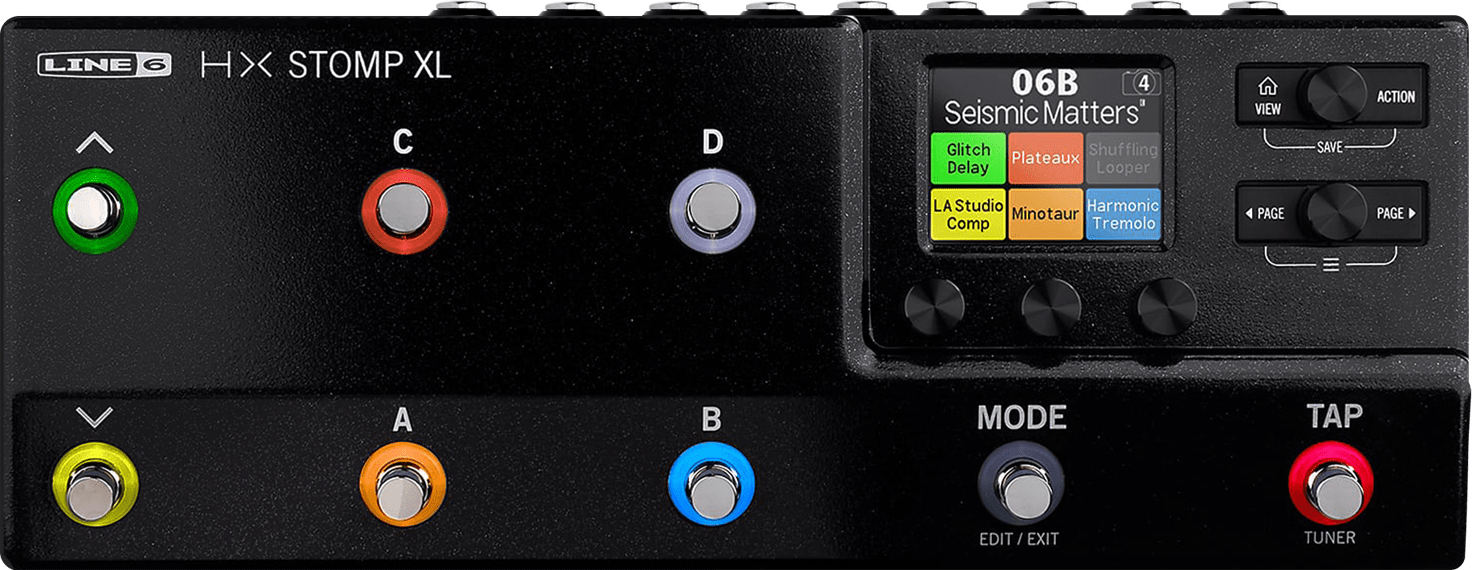 LINE 6
HX STOMP XL
06B
4
Seismic Matters
Glitch
Delay
Plateaux
Shuffling
Looper
LA Studio
Comp
Minotaur
Harmonic
Tremolo
VIEW
ACTION
SAVE
PAGE
PAGE
C
D
A
B
MODE
EDIT / EXIT
TAP
TUNER